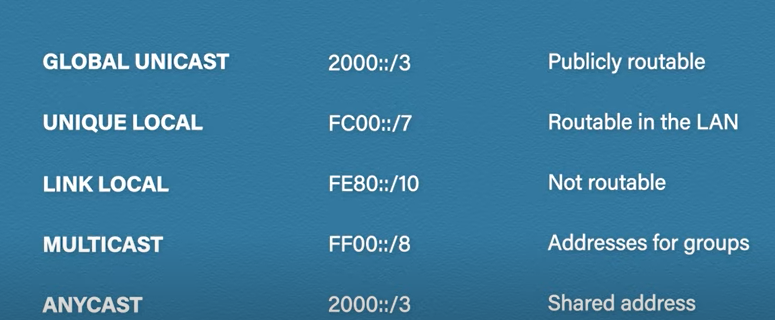 GLOBAL UNICAST 2000::/3 Publicly routable
UNIQUE LOCAL FC00::/7 Routable in the LAN
LINK LOCAL FE80::/10 Not routable
MULTICAST FF00::/8 Addresses for groups
ANYCAST 2000::/3 Shared address